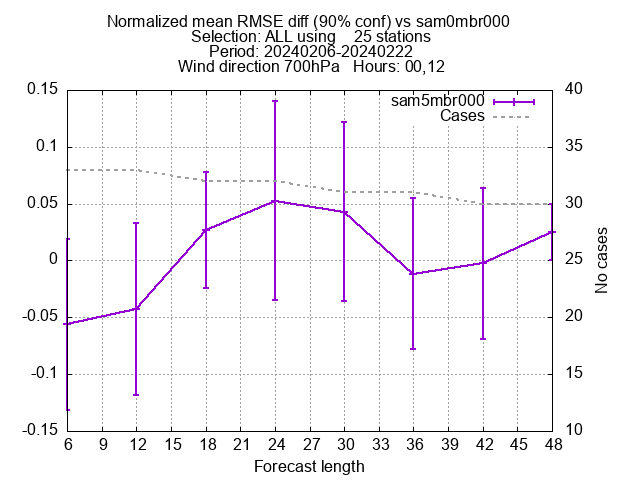 Normalized mean RMSE diff (90% conf) vs sam0mbr000
Selection: ALL using    25 stations
Period: 20240206-20240222
Wind direction 700hPa   Hours: 00,12
sam5mbr000
Cases
0.15
0.1
0.05
0
-0.05
-0.1
-0.15
40
35
30
25
20
15
10
No cases
6 9 12 15 18 21 24 27 30 33 36 39 42 45 48
Forecast length